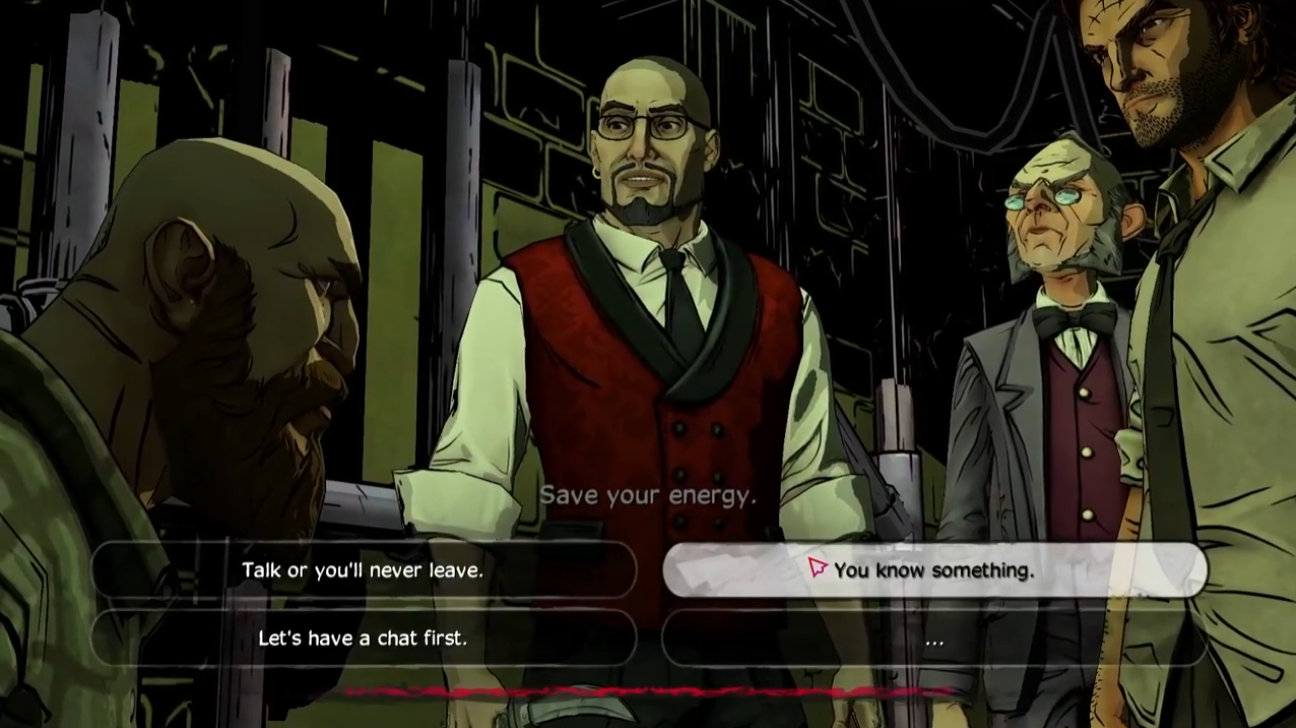 Save your energy.
Talk or you'll never leave.
You know something.
Let's have a chat first.
...